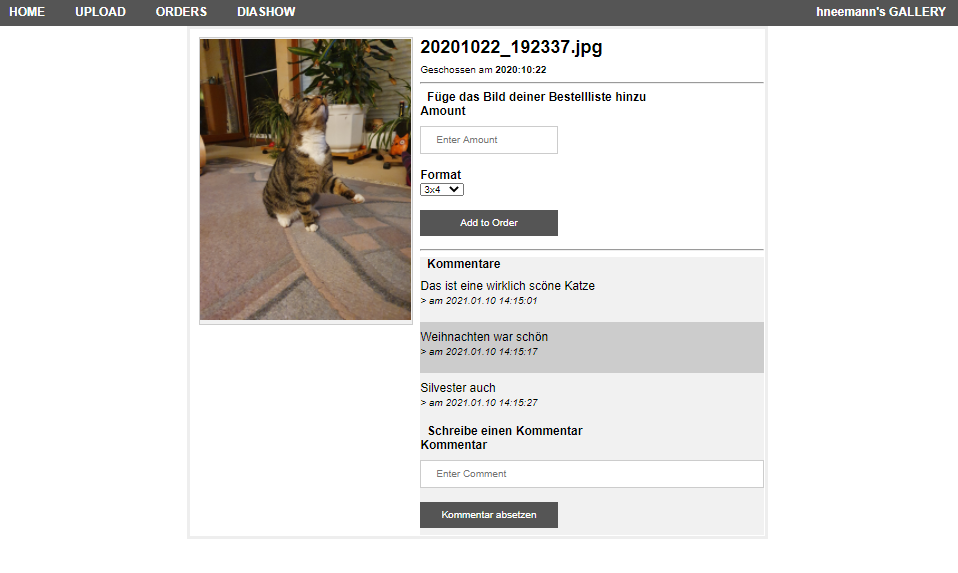 HOME UPLOAD ORDERS DIASHOW hneemann's GALLERY
20201022_192337.jpg
Geschossen am 2020:10:22
Füge das Bild deiner Bestellliste hinzu
Amount
Enter Amount
Format
3x4
Add to Order
Kommentare
Das ist eine wirklich scöne Katze
> am 2021.01.10 14:15:01
Weihnachten war schön
> am 2021.01.10 14:15:17
Silvester auch
> am 2021.01.10 14:15:27
Schreibe einen Kommentar
Kommentar
Enter Comment
Kommentar absetzen